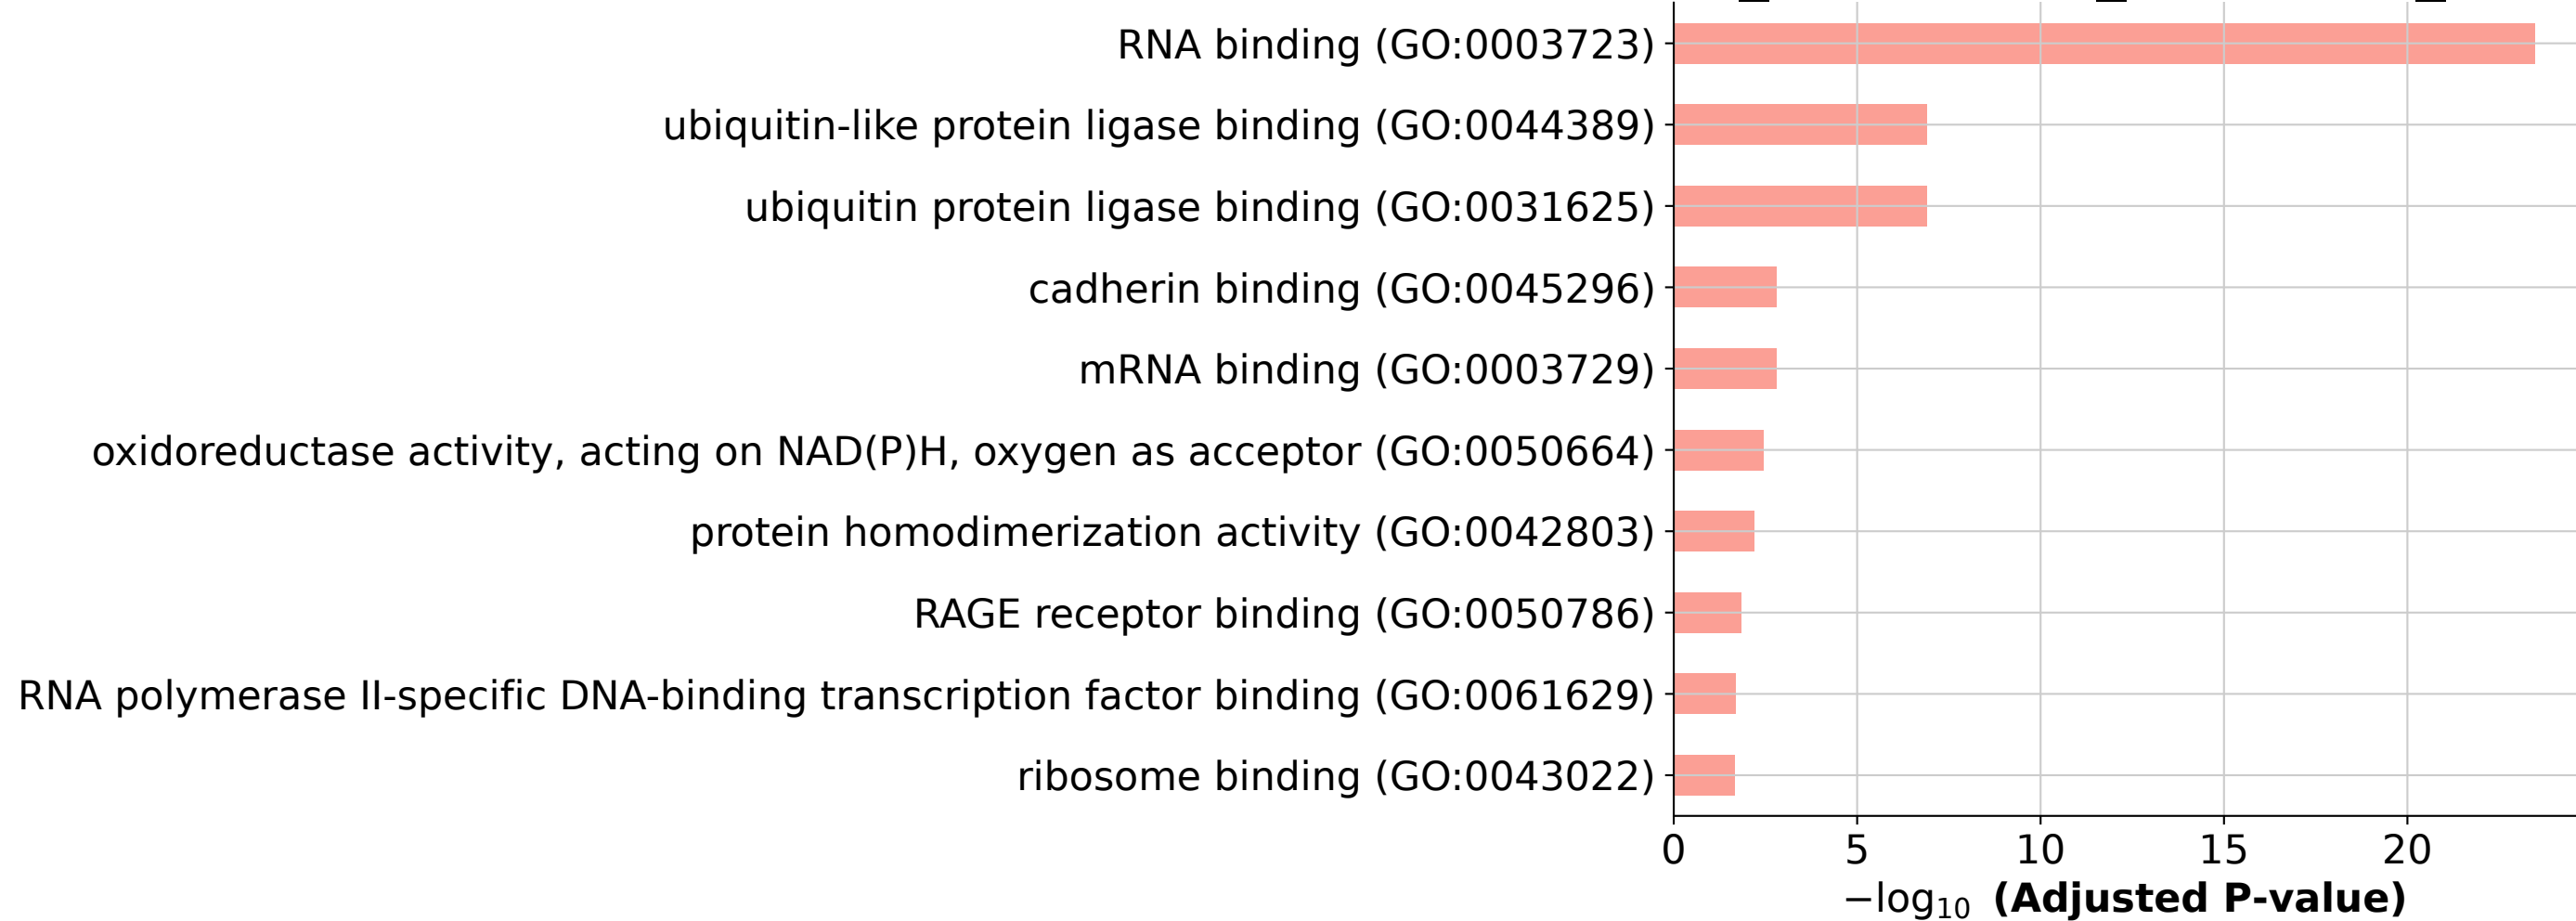 RNA binding (GO:0003723)
ubiquitin-like protein ligase binding (GO:0044389)
ubiquitin protein ligase binding (GO:0031625)
cadherin binding (GO:0045296)
mRNA binding (GO:0003729)
oxidoreductase activity, acting on NAD(P)H, oxygen as acceptor (GO:0050664)
protein homodimerization activity (GO:0042803)
RAGE receptor binding (GO:0050786)
RNA polymerase II-specific DNA-binding transcription factor binding (GO:0061629)
ribosome binding (GO:0043022)
0 5 10 15 20
−log₁₀ (Adjusted P-value)